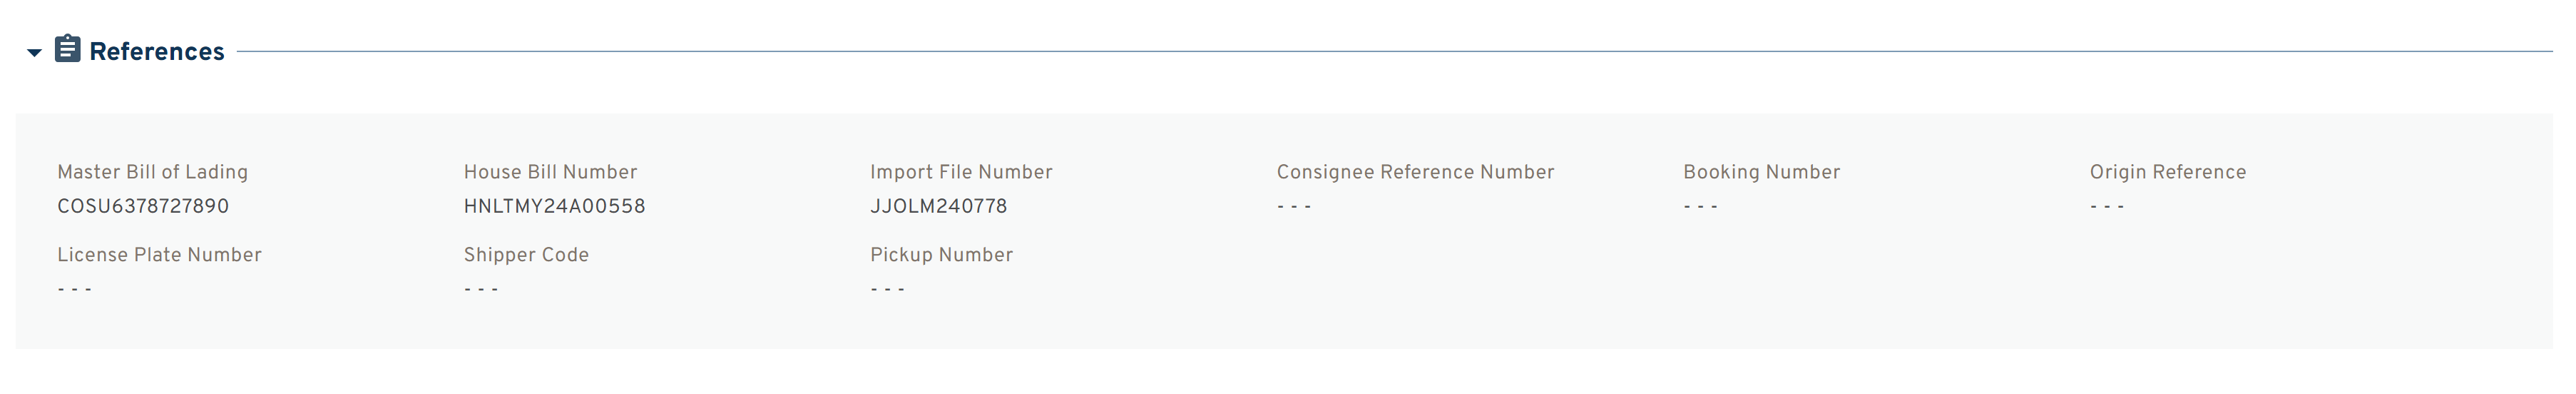 References
Master Bill of Lading House Bill Number Import File Number Consignee Reference Number Booking Number Origin Reference
COSU6378727890 HNLTMY24A00558 JJOLM240778 - - - - - - - - -
License Plate Number Shipper Code Pickup Number
- - - - - - - - -